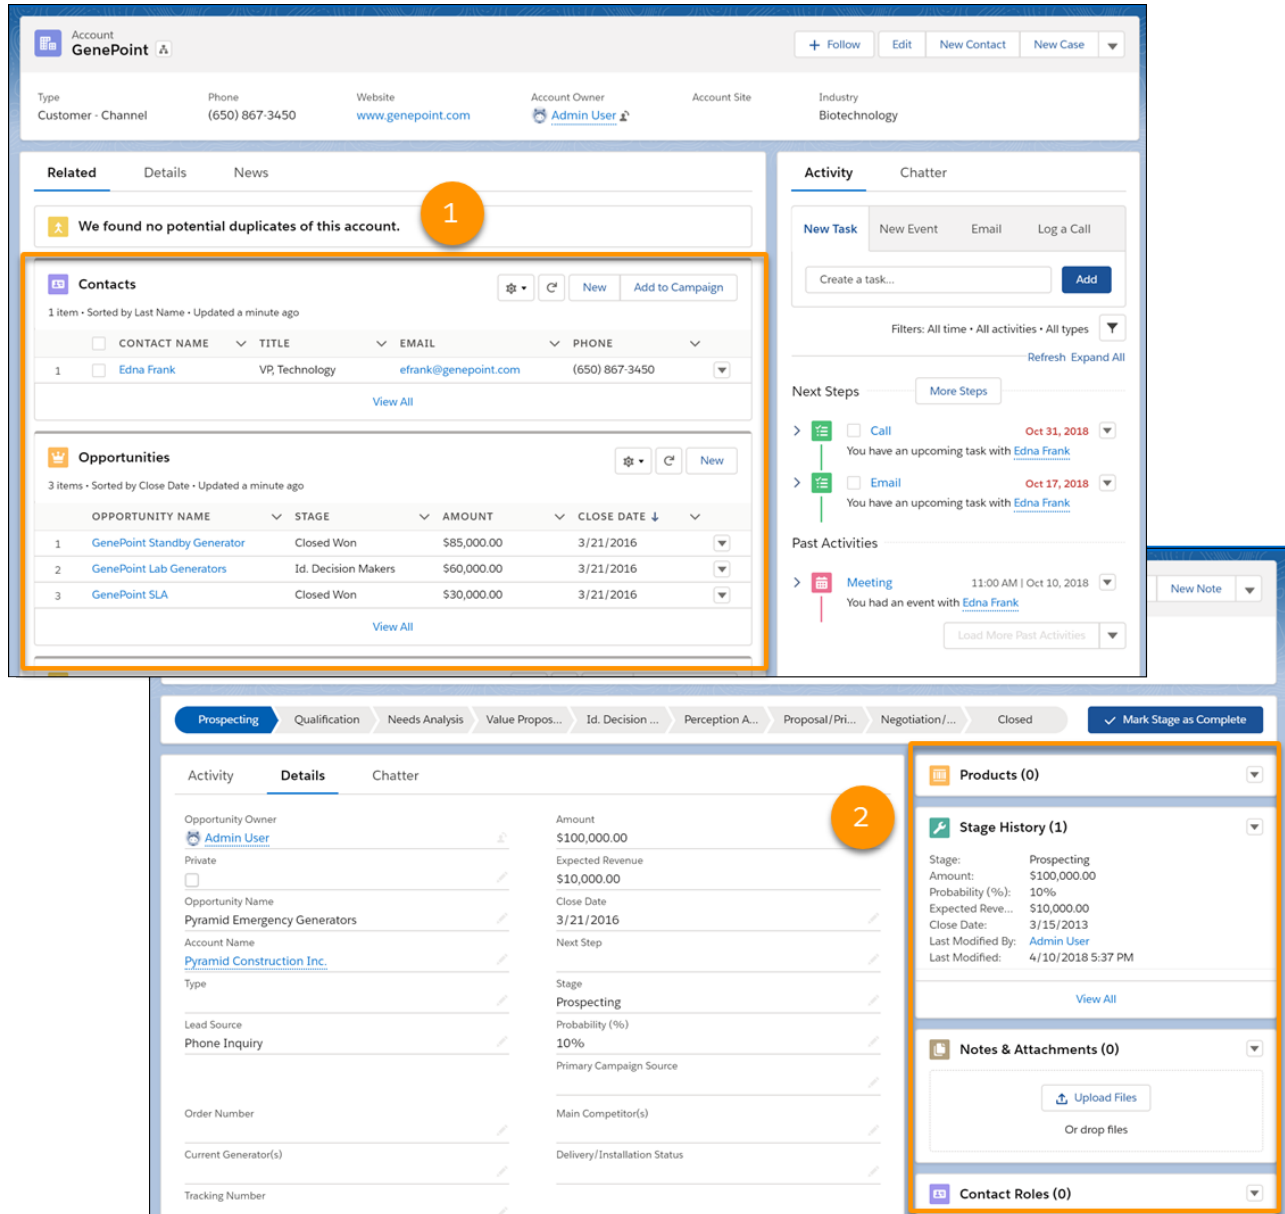 Account
GenePoint
+ Follow Edit New Contact New Case
Type Phone Website Account Owner Account Site Industry
Customer - Channel (650) 867-3450 www.genepoint.com Admin User Biotechnology
Related Details News
We found no potential duplicates of this account.
1
Contacts
New Add to Campaign
1 item • Sorted by Last Name • Updated a minute ago
CONTACT NAME TITLE EMAIL PHONE
1 Edna Frank VP, Technology efrank@genepoint.com (650) 867-3450
View All
Opportunities
New
3 items • Sorted by Close Date • Updated a minute ago
OPPORTUNITY NAME STAGE AMOUNT CLOSE DATE
1 GenePoint Standby Generator Closed Won $85,000.00 3/21/2016
2 GenePoint Lab Generators Id. Decision Makers $60,000.00 3/21/2016
3 GenePoint SLA Closed Won $30,000.00 3/21/2016
View All
Activity Chatter
New Task New Event Email Log a Call
Create a task... Add
Filters: All time • All activities • All types
Refresh Expand All
Next Steps More Steps
Call Oct 31, 2018
You have an upcoming task with Edna Frank
Email Oct 17, 2018
You have an upcoming task with Edna Frank
Past Activities
Meeting 11:00 AM | Oct 10, 2018
You had an event with Edna Frank
Load More Past Activities
New Note
Prospecting Qualification Needs Analysis Value Propos... Id. Decision ... Perception A... Proposal/Pri... Negotiation/... Closed Mark Stage as Complete
Activity Details Chatter
2
Opportunity Owner Amount
Admin User $100,000.00
Private Expected Revenue
$10,000.00
Opportunity Name Close Date
Pyramid Emergency Generators 3/21/2016
Account Name Next Step
Pyramid Construction Inc.
Type Stage
Prospecting
Lead Source Probability (%)
Phone Inquiry 10%
Primary Campaign Source
Order Number Main Competitor(s)
Current Generator(s) Delivery/Installation Status
Tracking Number
Products (0)
Stage History (1)
Stage: Prospecting
Amount: $100,000.00
Probability (%): 10%
Expected Reve... $10,000.00
Close Date: 3/15/2013
Last Modified By: Admin User
Last Modified: 4/10/2018 5:37 PM
View All
Notes & Attachments (0)
Upload Files
Or drop files
Contact Roles (0)